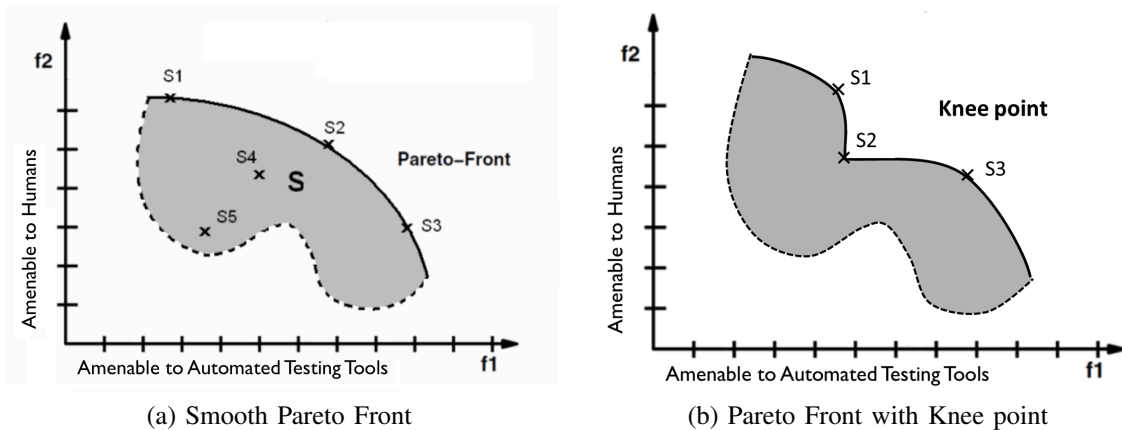 f2
S1
S2
Pareto–Front
S4
S
S5
S3
Amenable to Humans
Amenable to Automated Testing Tools
f1
(a) Smooth Pareto Front
f2
S1
Knee point
S2
S3
Amenable to Humans
Amenable to Automated Testing Tools
f1
(b) Pareto Front with Knee point